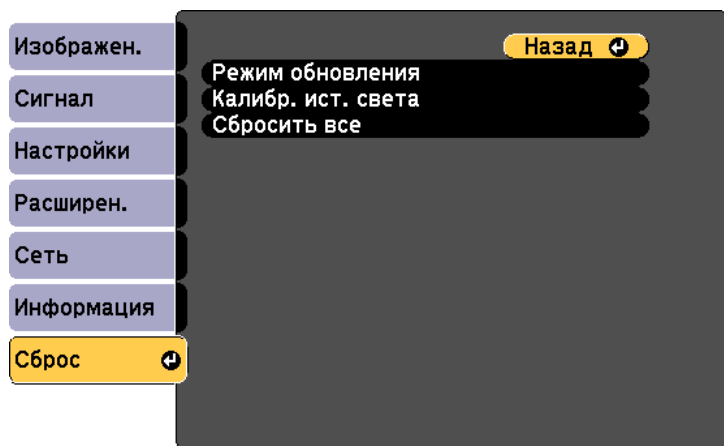 Изображен.
Сигнал
Настройки
Расширен.
Сеть
Информация
Сброс
Назад
Режим обновления
Калибр. ист. света
Сбросить все